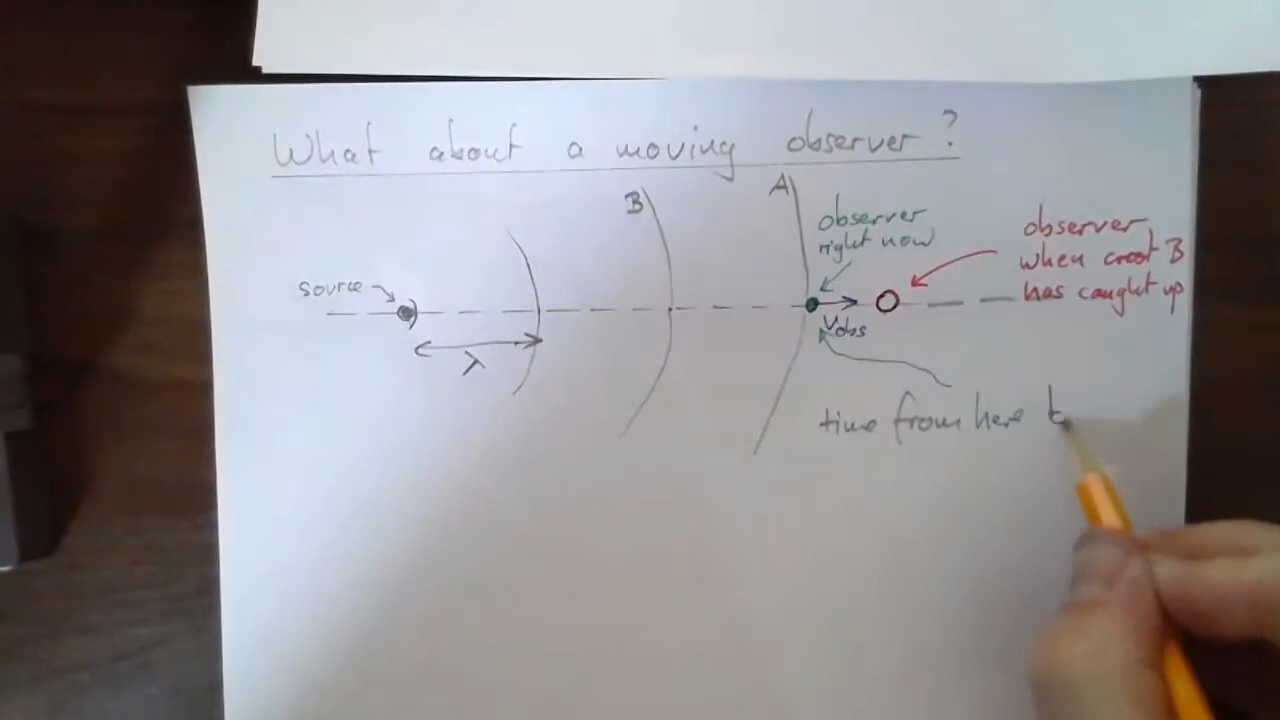 What about a moving observer?
B
A
observer
right now
observer
when crest B
has caught up
source
vobs
λ
time from here t